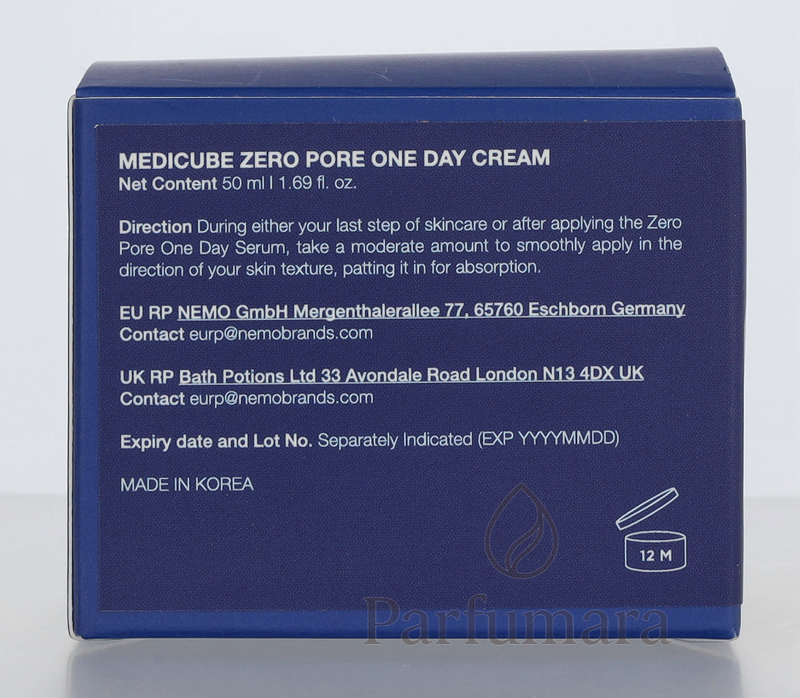 MEDICUBE ZERO PORE ONE DAY CREAM
Net Content 50 ml l 1.69 fl. oz.
Direction During either your last step of skincare or after applying the Zero
Pore One Day Serum, take a moderate amount to smoothly apply in the
direction of your skin texture, patting it in for absorption.
EU RP NEMO GmbH Mergenthalerallee 77, 65760 Eschborn Germany
Contact eurp@nemobrands.com
UK RP Bath Potions Ltd 33 Avondale Road London N13 4DX UK
Contact eurp@nemobrands.com
Expiry date and Lot No. Separately Indicated (EXP YYYYMMDD)
MADE IN KOREA
12 M
Parfumara